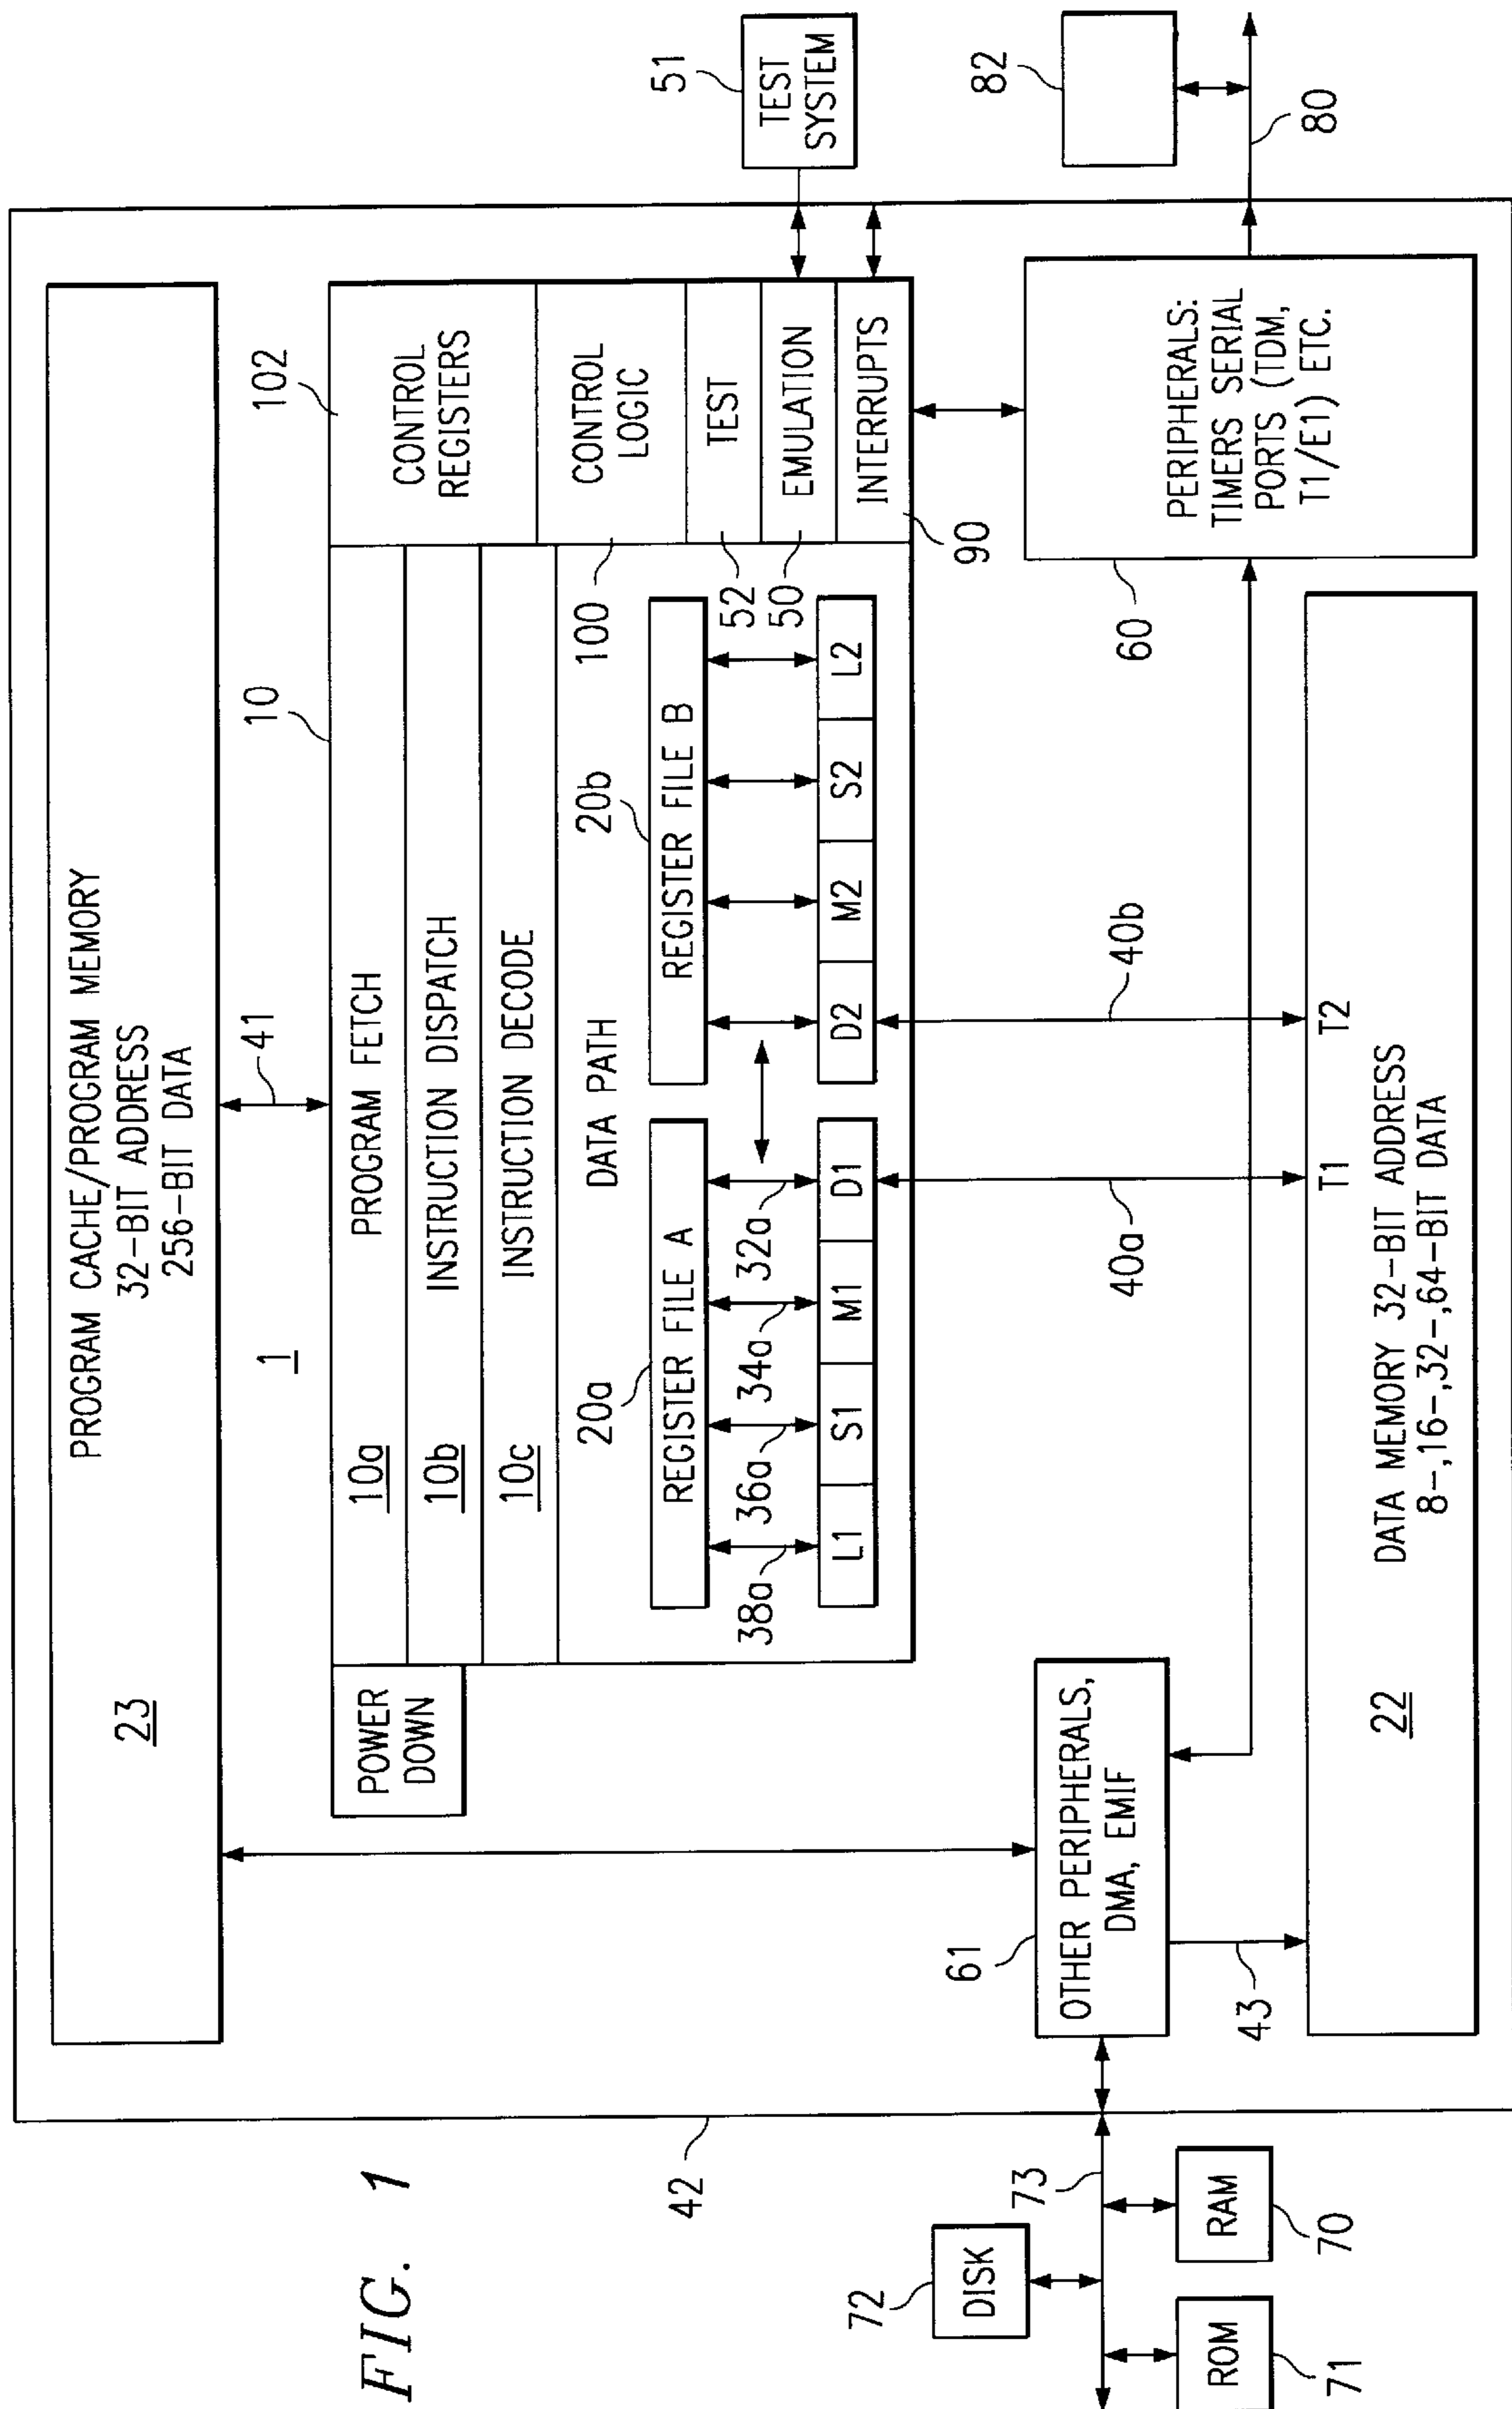 FIG. 1
PROGRAM CACHE/PROGRAM MEMORY
32-BIT ADDRESS
256-BIT DATA
23
41
1
10
102
POWER
DOWN
PROGRAM FETCH
10a
INSTRUCTION DISPATCH
10b
INSTRUCTION DECODE
10c
DATA PATH
20a
20b
100
REGISTER FILE A
REGISTER FILE B
38a
36a
34a
32a
52
50
L1
S1
M1
D1
D2
M2
S2
L2
CONTROL
REGISTERS
CONTROL
LOGIC
TEST
EMULATION
INTERRUPTS
90
51
TEST
SYSTEM
82
80
42
72
DISK
73
ROM
71
RAM
70
61
OTHER PERIPHERALS,
DMA, EMIF
43
40a
40b
60
PERIPHERALS:
TIMERS SERIAL
PORTS (TDM,
T1/E1) ETC.
T1
T2
22
DATA MEMORY 32-BIT ADDRESS
8-,16-,32-,64-BIT DATA